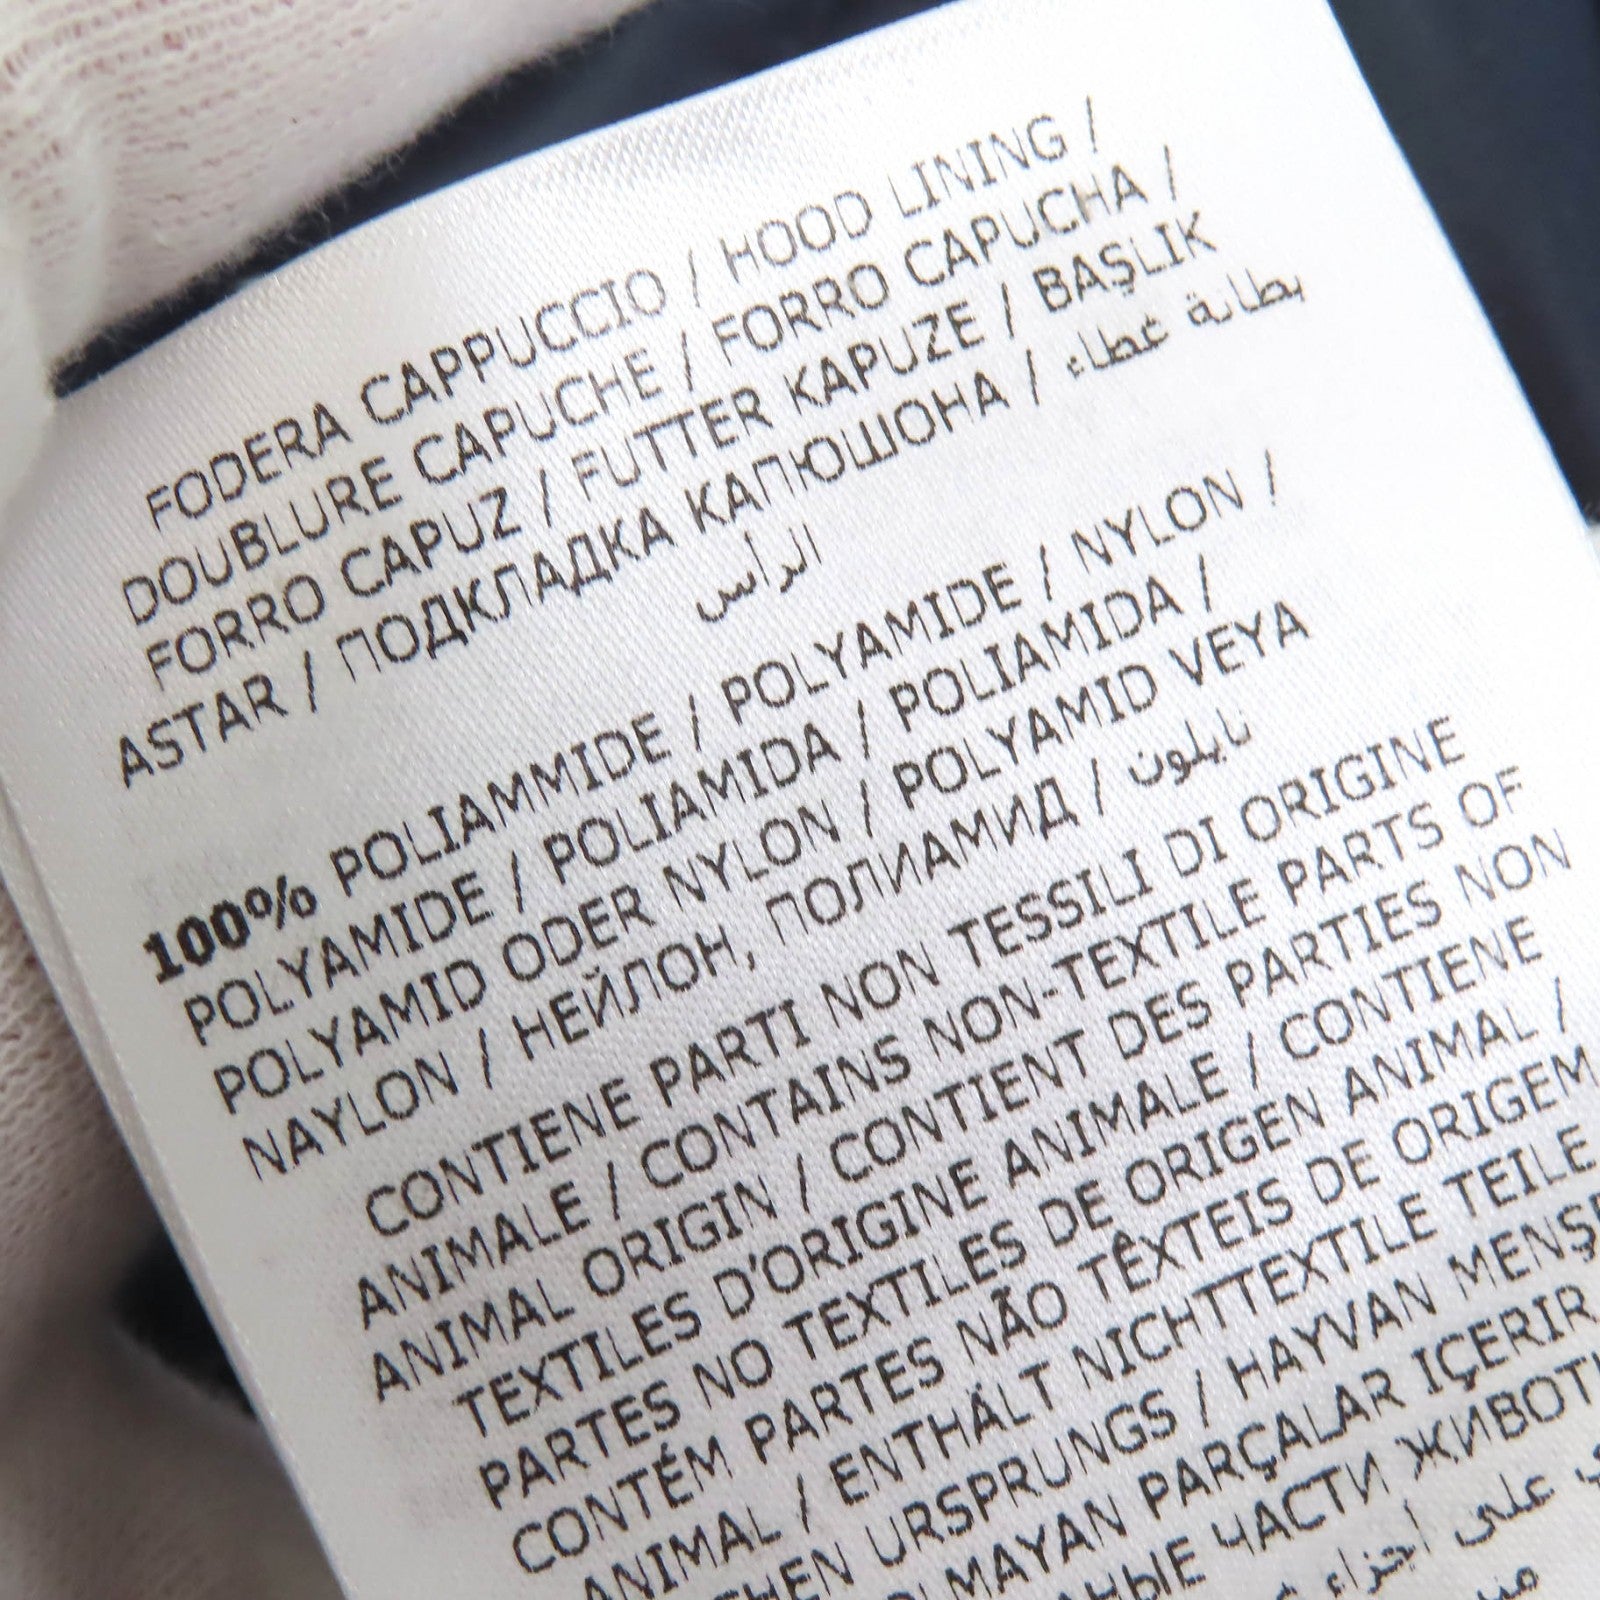 FODERA CAPPUCCIO / HOOD LINING /
DOUBLURE CAPUCHE / FORRO CAPUCHA /
FORRO CAPUZ / FUTTER KAPUZE / BAŞLIK
ASTAR / ПОДКЛАДКА КАПЮШОНА / بطانة غطاء
الرأس
100% POLIAMMIDE / POLYAMIDE / NYLON /
POLYAMIDE / POLIAMIDA / POLIAMIDA /
POLYAMID ODER NYLON / POLYAMID VEYA
NAYLON / НЕЙЛОН, ПОЛИАМИД / نايلون
CONTIENE PARTI NON TESSILI DI ORIGINE
ANIMALE / CONTAINS NON-TEXTILE PARTS OF
ANIMAL ORIGIN / CONTIENT DES PARTIES NON
TEXTILES D'ORIGINE ANIMALE / CONTIENE
PARTES NO TEXTILES DE ORIGEN ANIMAL /
CONTÉM PARTES NÃO TÊXTEIS DE ORIGEM
ANIMAL / ENTHÄLT NICHTTEXTILE TEILE
URSPRUNGS / HAYVAN MENŞE
MAYAN PARÇALAR IÇERIR
ЧАСТИ ЖИВОТ
على أجزاء